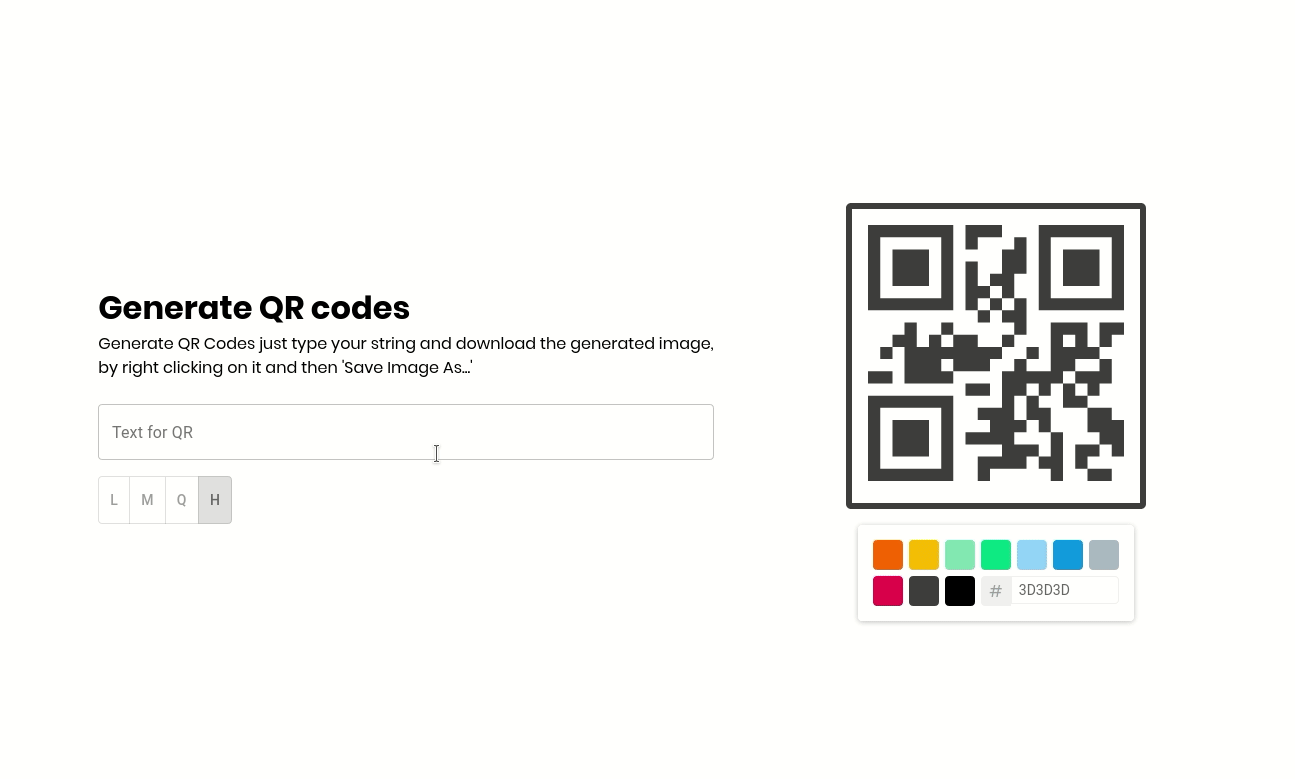 Generate QR codes
Generate QR Codes just type your string and download the generated image,
by right clicking on it and then 'Save Image As...'
Text for QR
L M Q H
# 3D3D3D